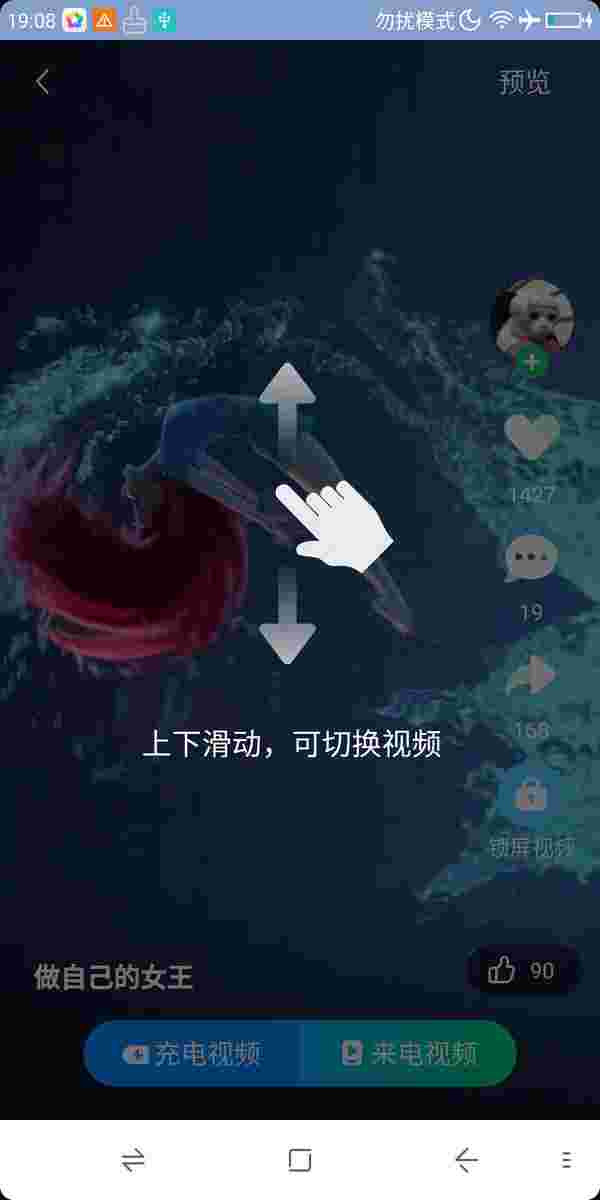 19:08
勿扰模式
预览
1427
19
168
上下滑动，可切换视频
锁屏视频
做自己的女王
90
充电视频
来电视频